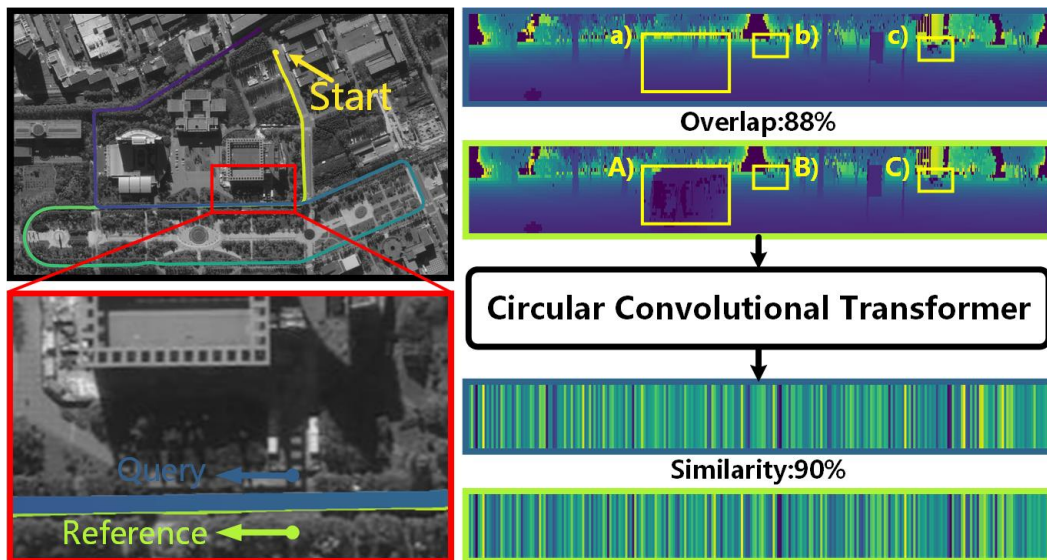 Start
Query
Reference
a)
b)
c)
Overlap:88%
A)
B)
C)
Circular Convolutional Transformer
Similarity:90%